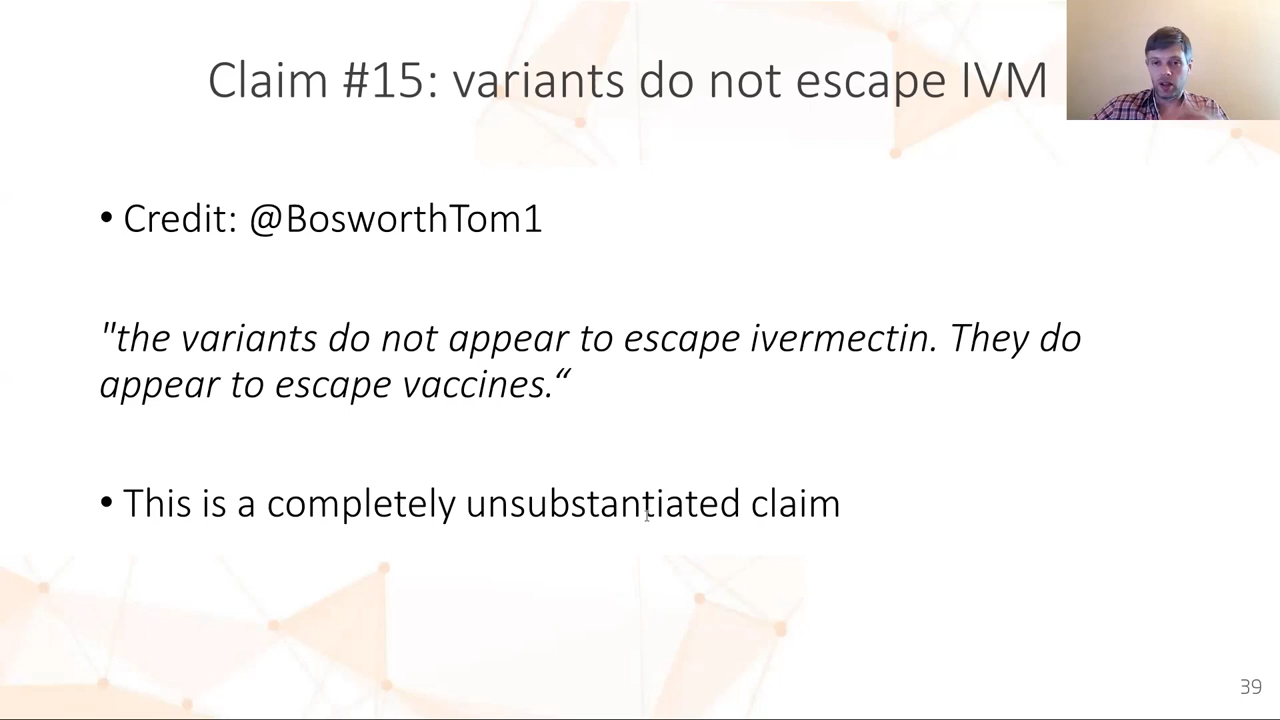 Claim #15: variants do not escape IVM
• Credit: @BosworthTom1
"the variants do not appear to escape ivermectin. They do
appear to escape vaccines.“
• This is a completely unsubstantiated claim
39